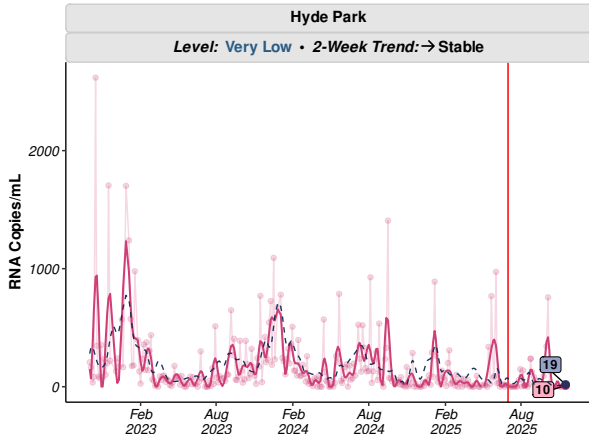 Hyde Park
Level: Very Low • 2-Week Trend: → Stable
RNA Copies/mL
2000
1000
0
19
10
Feb 2023
Aug 2023
Feb 2024
Aug 2024
Feb 2025
Aug 2025